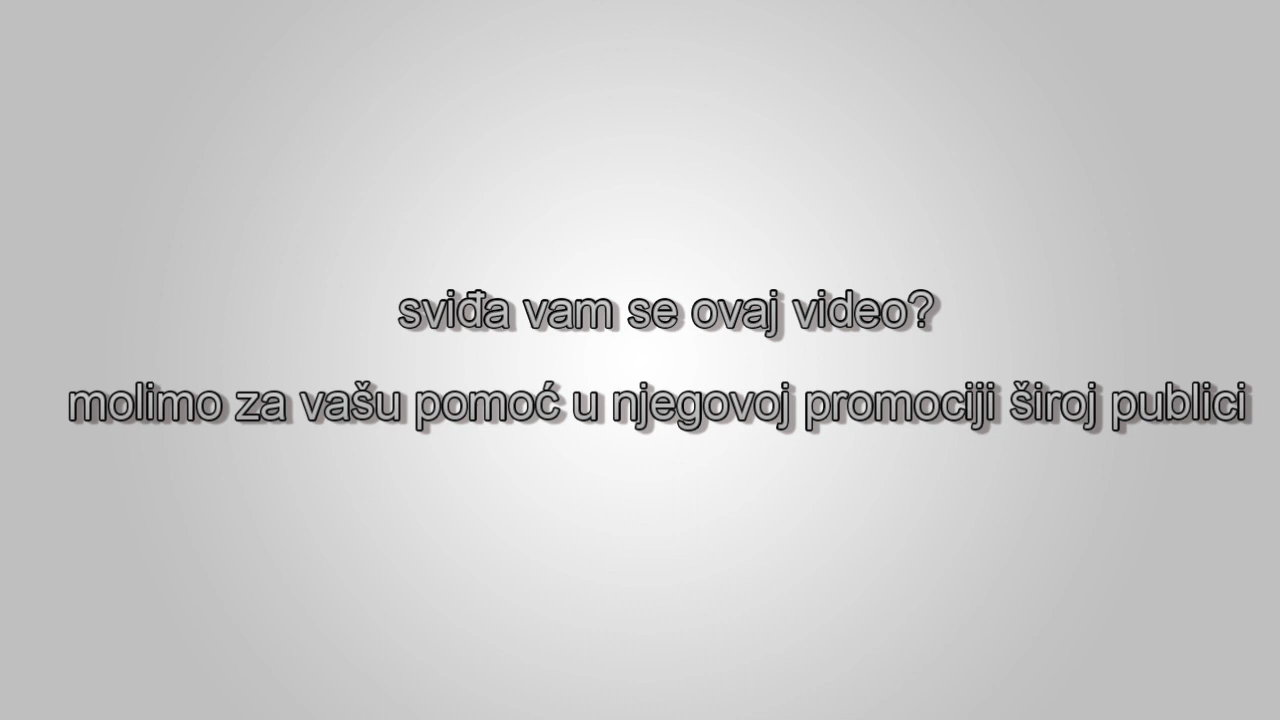 sviđa vam se ovaj video?
molimo za vašu pomoć u njegovoj promociji široj publici